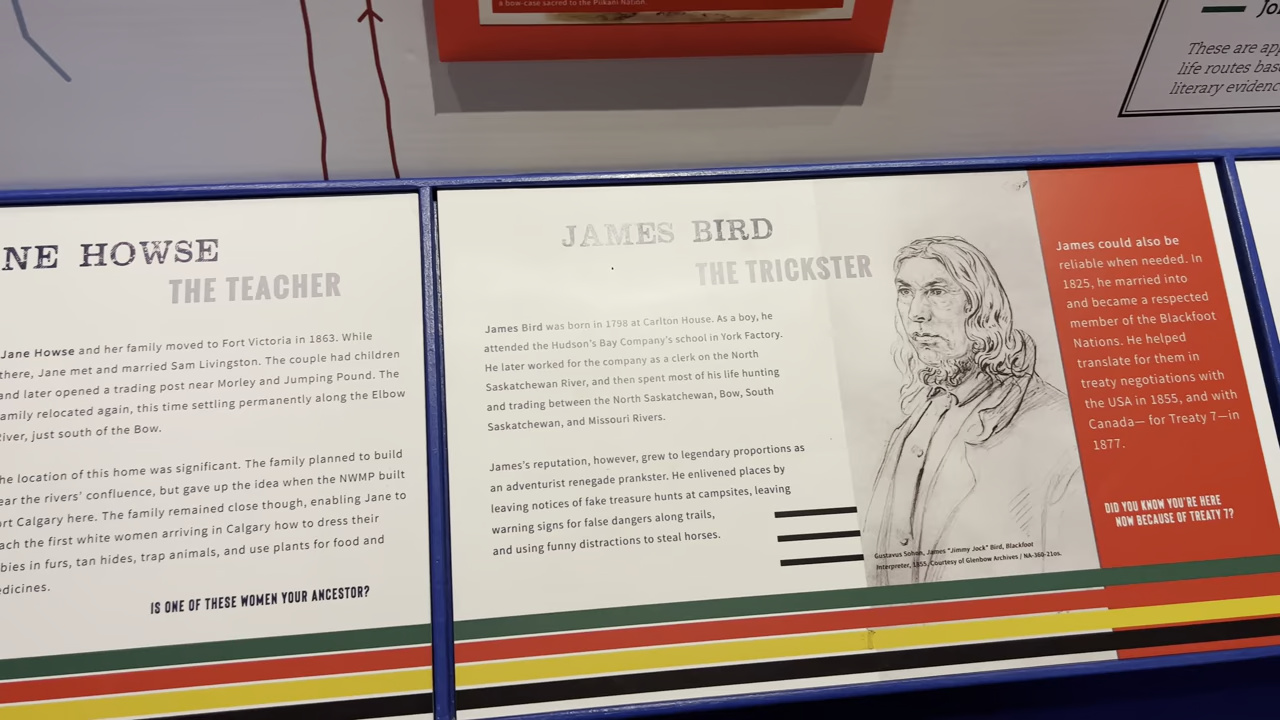 a bow-case sacred to the Piikani Nation.
These are
life routes
literary
NE HOWSE
THE TEACHER
Jane Howse and her family moved to Fort Victoria in 1863. While
there, Jane met and married Sam Livingston. The couple had children
and later opened a trading post near Morley and Jumping Pound. The
amily relocated again, this time settling permanently along the Elbow
River, just south of the Bow.
he location of this home was significant. The family planned to build
ear the rivers' confluence, but gave up the idea when the NWMP built
ort Calgary here. The family remained close though, enabling Jane to
ach the first white women arriving in Calgary how to dress their
bies in furs, tan hides, trap animals, and use plants for food and
edicines.
IS ONE OF THESE WOMEN YOUR ANCESTOR?
JAMES BIRD
THE TRICKSTER
James Bird was born in 1798 at Carlton House. As a boy, he
attended the Hudson's Bay Company's school in York Factory.
He later worked for the company as a clerk on the North
Saskatchewan River, and then spent most of his life hunting
and trading between the North Saskatchewan, Bow, South
Saskatchewan, and Missouri Rivers.
James's reputation, however, grew to legendary proportions as
an adventurist renegade prankster. He enlivened places by
leaving notices of fake treasure hunts at campsites, leaving
warning signs for false dangers along trails,
and using funny distractions to steal horses.
Gustavus Sohon, James "Jimmy Jock" Bird, Blackfoot
Interpreter, 1855, Courtesy of Glenbow Archives / NA-360-21os.
James could also be
reliable when needed. In
1825, he married into
and became a respected
member of the Blackfoot
Nations. He helped
translate for them in
treaty negotiations with
the USA in 1855, and with
Canada— for Treaty 7—in
1877.
DID YOU KNOW YOU'RE HERE
NOW BECAUSE OF TREATY 7?